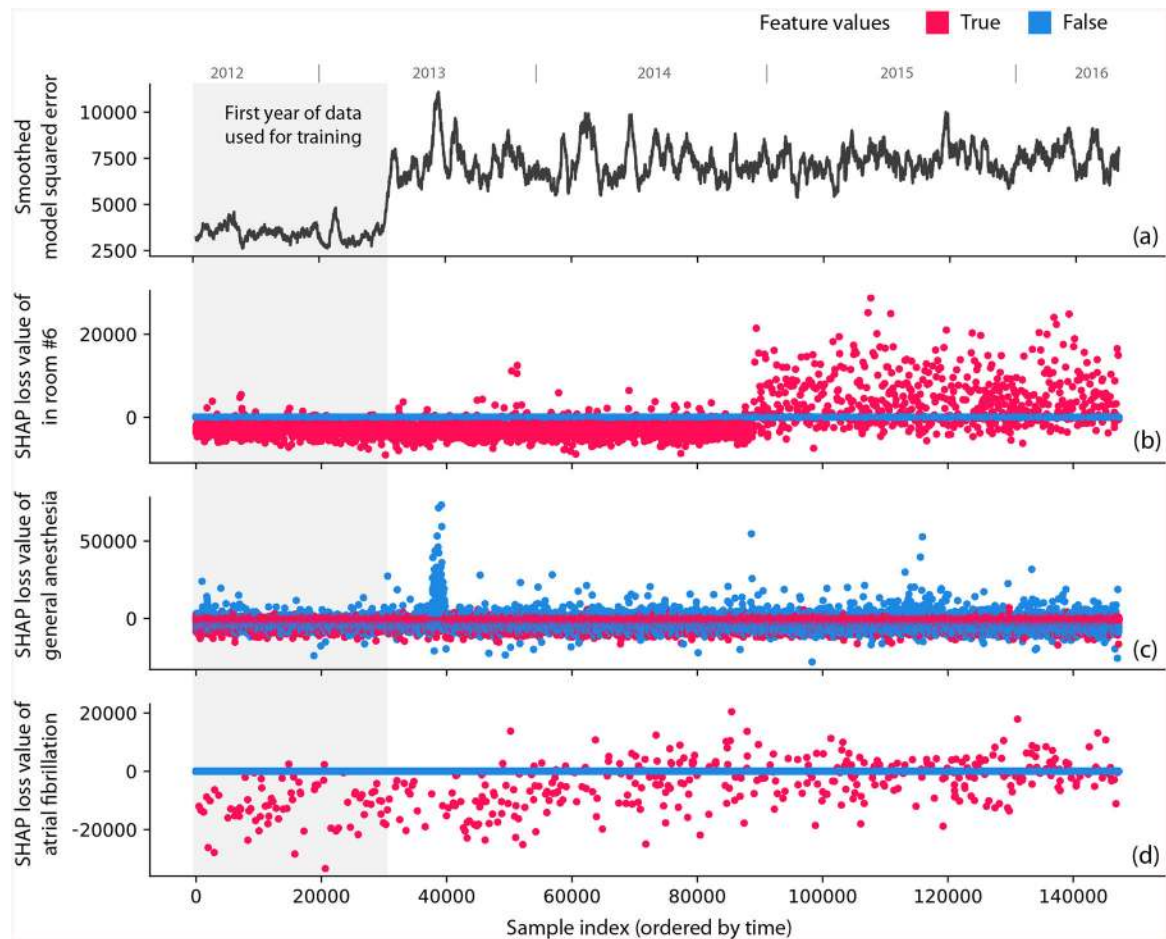 Feature values True False
2012 2013 2014 2015 2016
First year of data
used for training
Smoothed
model squared error
10000
7500
5000
2500
(a)
SHAP loss value of
in room #6
20000
0
(b)
SHAP loss value of
general anesthesia
50000
0
(c)
SHAP loss value of
atrial fibrillation
20000
0
-20000
(d)
0 20000 40000 60000 80000 100000 120000 140000
Sample index (ordered by time)